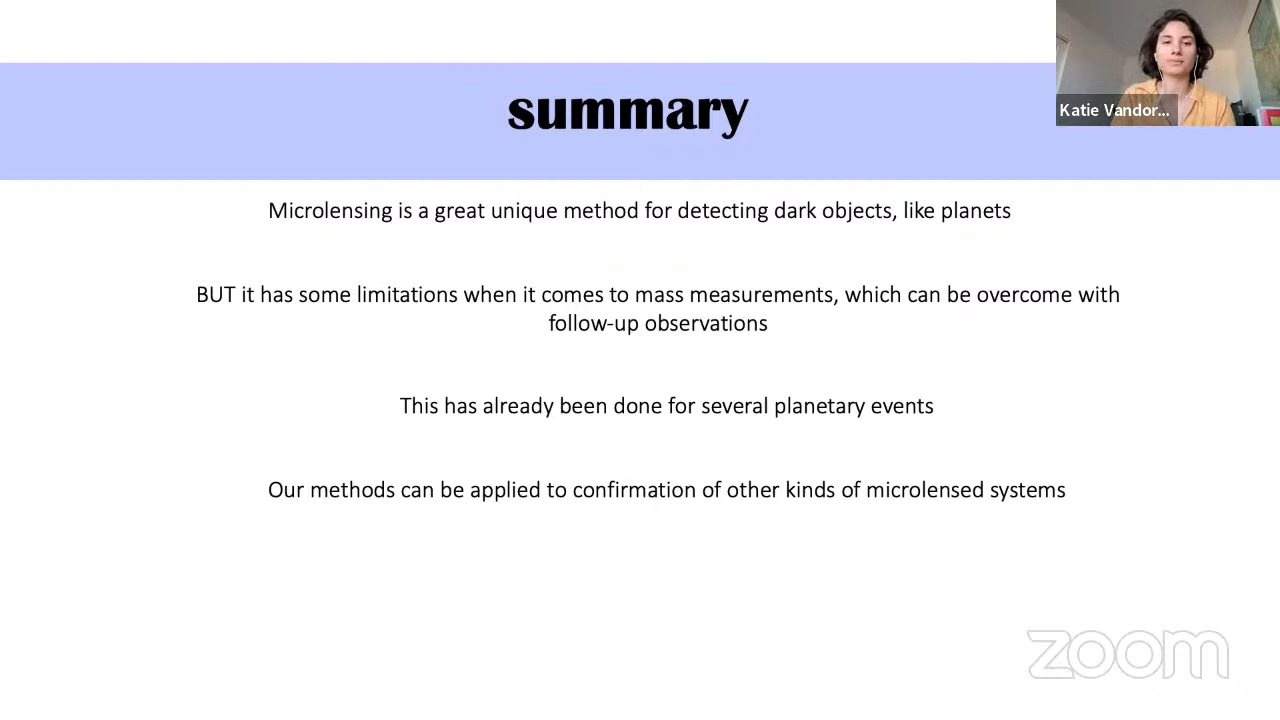 summary
Katie Vandor...
Microlensing is a great unique method for detecting dark objects, like planets
BUT it has some limitations when it comes to mass measurements, which can be overcome with
follow-up observations
This has already been done for several planetary events
Our methods can be applied to confirmation of other kinds of microlensed systems
zoom